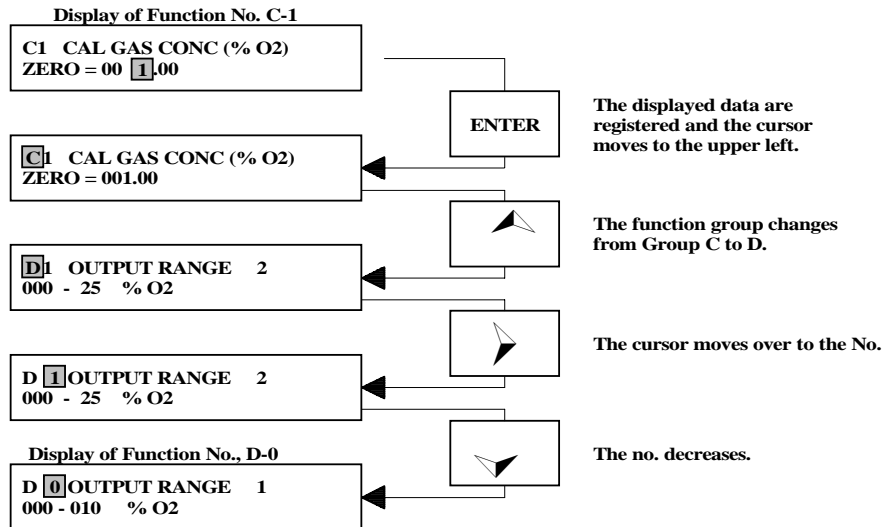 Display of Function No. C-1
C1 CAL GAS CONC (% O2)
ZERO = 00 1.00
ENTER
The displayed data are
registered and the cursor
moves to the upper left.
C1 CAL GAS CONC (% O2)
ZERO = 001.00
The function group changes
from Group C to D.
D1 OUTPUT RANGE 2
000 - 25 % O2
The cursor moves over to the No.
D 1 OUTPUT RANGE 2
000 - 25 % O2
The no. decreases.
Display of Function No., D-0
D 0 OUTPUT RANGE 1
000 - 010 % O2